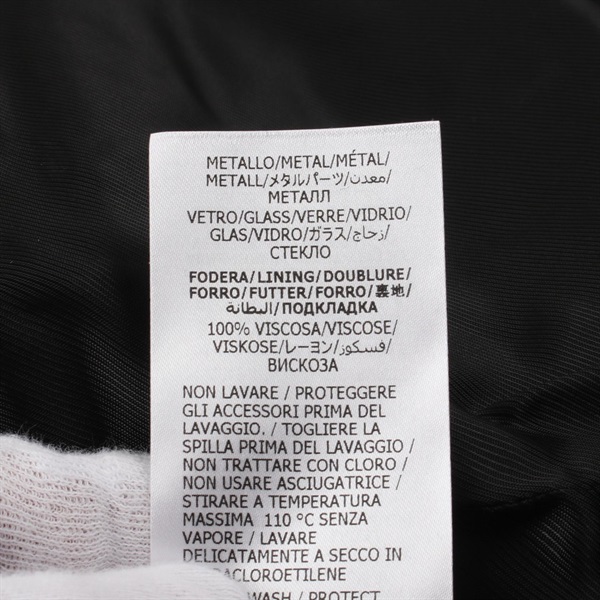 METALLO/METAL/MÉTAL/
METALL/メタルパーツ/معدن/
МЕТАЛЛ
VETRO/GLASS/VERRE/VIDRIO/
GLAS/VIDRO/ガラス/زجاج/
СТЕКЛО
FODERA/LINING/DOUBLURE/
FORRO/FUTTER/FORRO/裏地/
البطانة/ПОДКЛАДКА
100% VISCOSA/VISCOSE/
VISKOSE/レーヨン/فسكوز/
ВИСКОЗА
NON LAVARE / PROTEGGERE
GLI ACCESSORI PRIMA DEL
LAVAGGIO. / TOGLIERE LA
SPILLA PRIMA DEL LAVAGGIO /
NON TRATTARE CON CLORO /
NON USARE ASCIUGATRICE /
STIRARE A TEMPERATURA
MASSIMA 110 °C SENZA
VAPORE / LAVARE
DELICATAMENTE A SECCO IN
WASH / PROTECT